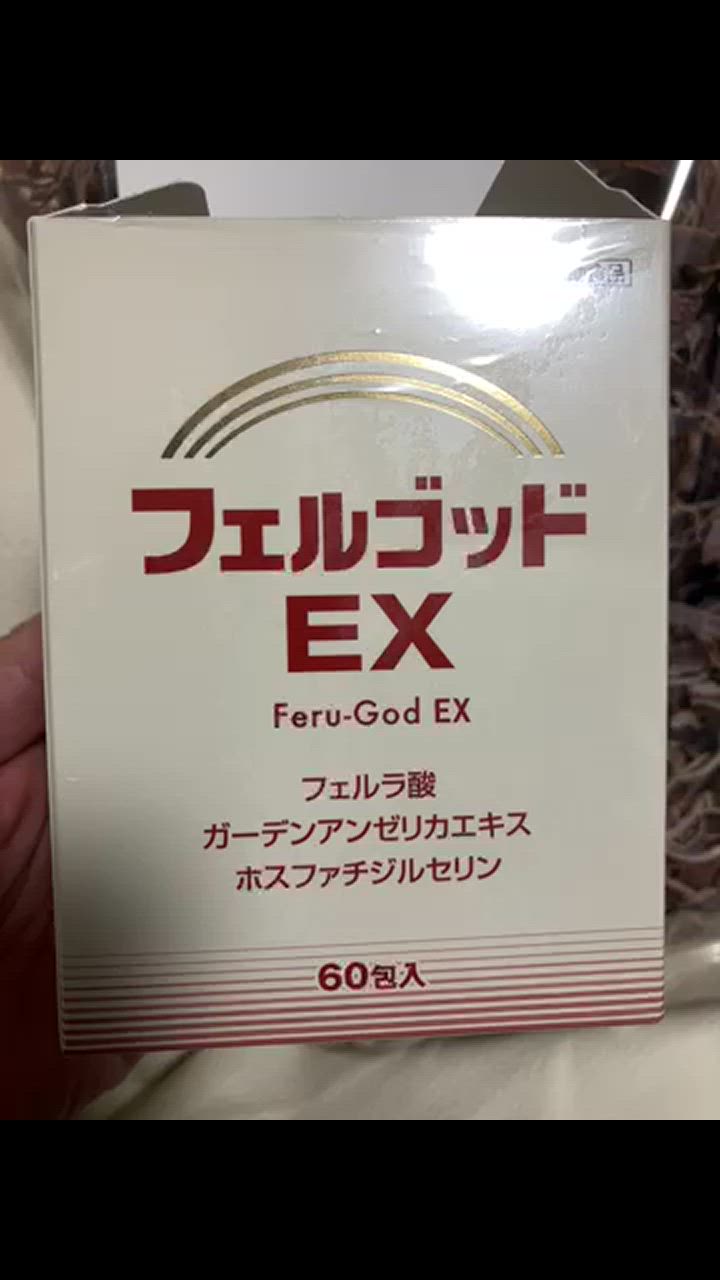 フェルゴッド
EX
Feru-God EX
フェルラ酸
ガーデンアンゼリカエキス
ホスファチジルセリン
60包入